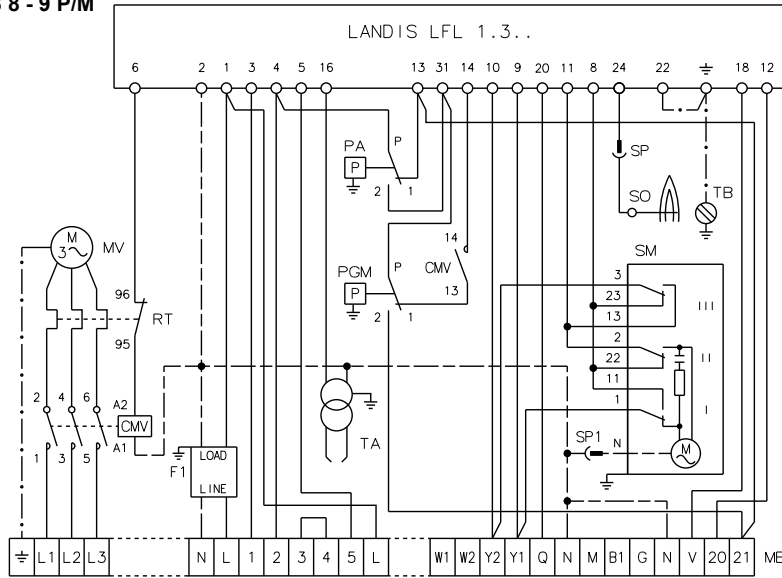 8 - 9 P/M
LANDIS LFL 1.3..
6 2 1 3 4 5 16 13 31 14 10 9 20 11 8 24 22 18 12
PA
P
P
2 1
SP
SO
TB
M
3
MV
14
CMV
13
PGM
P
P
2 1
SM
3
23
13
2
22
11
1
III
II
I
96
RT
95
2 4 6
A2
CMV
A1
1 3 5
TA
F1
LOAD
LINE
SP1
N
M
L1 L2 L3 N L 1 2 3 4 5 L W1 W2 Y2 Y1 Q N M B1 G N V 20 21